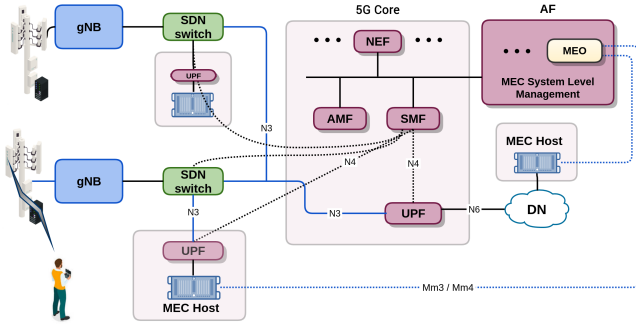 5G Core
AF
gNB
SDN
switch
UPF
N3
• • •
NEF
• • •
AMF
SMF
• • •
MEO
MEC System Level
Management
MEC Host
gNB
SDN
switch
N4
N4
N3
N3
UPF
N6
DN
UPF
MEC Host
Mm3 / Mm4